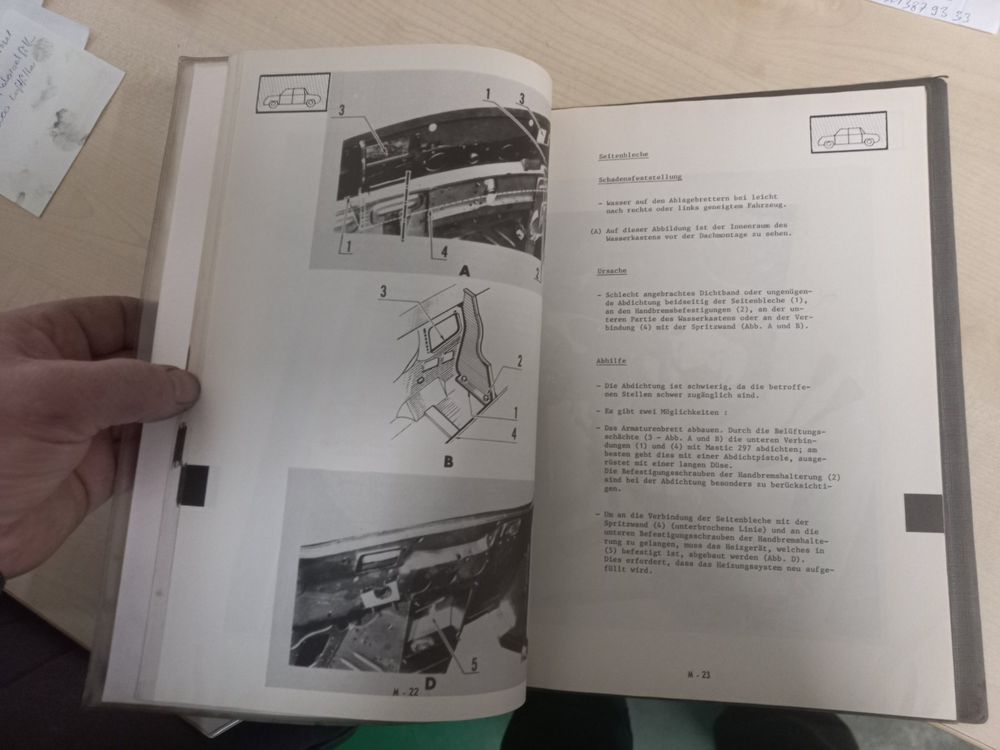 3
1
3
1
4
2
A
3
2
1
4
B
5
D
M - 22
Seitenbleche
Schadensfeststellung
- Wasser auf den Ablagebrettern bei leicht
nach rechts oder links geneigtem Fahrzeug.
(A) Auf dieser Abbildung ist der Innenraum des
Wasserkastens vor der Dachmontage zu sehen.
Ursache
- Schlecht angebrachtes Dichtband oder ungenügen-
de Abdichtung beidseitig der Seitenbleche (1),
an den Handbremsbefestigungen (2), an der un-
teren Partie des Wasserkastens oder an der Ver-
bindung (4) mit der Spritzwand (Abb. A und B).
Abhilfe
- Die Abdichtung ist schwierig, da die betroffe-
nen Stellen schwer zugänglich sind.
- Es gibt zwei Möglichkeiten :
- Das Armaturenbrett abbauen. Durch die Belüftungs-
schächte (3 - Abb. A und B) die unteren Verbin-
dungen (1) und (4) mit Mastic 297 abdichten; am
besten geht dies mit einer Abdichtpistole, ausge-
rüstet mit einer langen Düse.
Die Befestigungsschrauben der Handbremshalterung (2)
sind bei der Abdichtung besonders zu berücksichti-
gen.
- Um an die Verbindung der Seitenbleche mit der
Spritzwand (4) (unterbrochene Linie) und an die
unteren Befestigungsschrauben der Handbremshalte-
rung zu gelangen, muss das Heizgerät, welches in
(5) befestigt ist, abgebaut werden (Abb. D).
Dies erfordert, dass das Heizungssystem neu aufge-
füllt wird.
M - 23
387 93 33